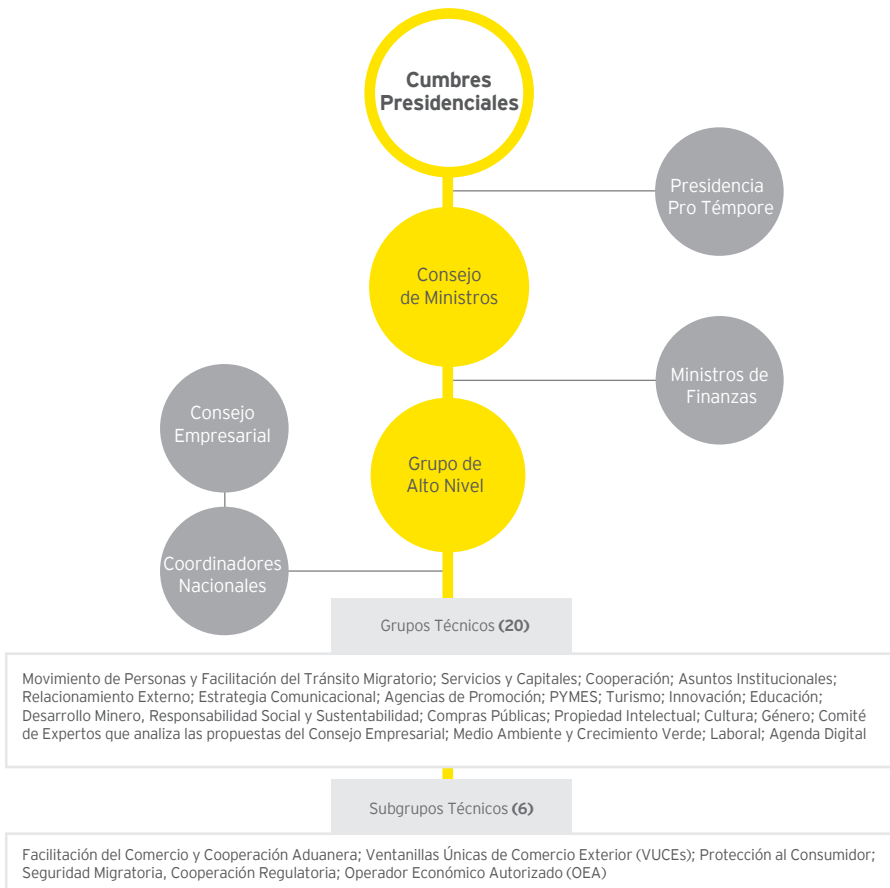 Cumbres
Presidenciales
Presidencia
Pro Témpore
Consejo
de Ministros
Ministros de
Finanzas
Consejo
Empresarial
Grupo de
Alto Nivel
Coordinadores
Nacionales
Grupos Técnicos (20)
Movimiento de Personas y Facilitación del Tránsito Migratorio; Servicios y Capitales; Cooperación; Asuntos Institucionales;
Relacionamiento Externo; Estrategia Comunicacional; Agencias de Promoción; PYMES; Turismo; Innovación; Educación;
Desarrollo Minero, Responsabilidad Social y Sustentabilidad; Compras Públicas; Propiedad Intelectual; Cultura; Género; Comité
de Expertos que analiza las propuestas del Consejo Empresarial; Medio Ambiente y Crecimiento Verde; Laboral; Agenda Digital
Subgrupos Técnicos (6)
Facilitación del Comercio y Cooperación Aduanera; Ventanillas Únicas de Comercio Exterior (VUCEs); Protección al Consumidor;
Seguridad Migratoria, Cooperación Regulatoria; Operador Económico Autorizado (OEA)